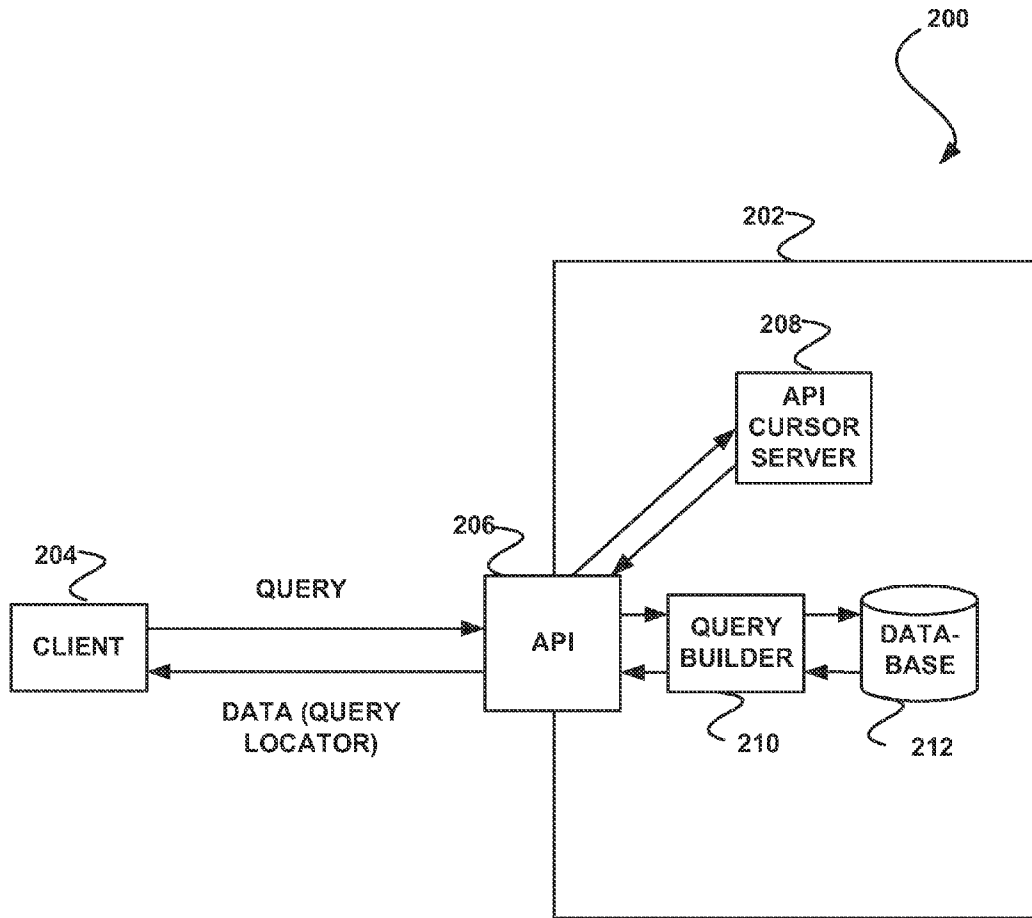 200
202
208
API
CURSOR
SERVER
206
204
QUERY
CLIENT
API
QUERY
BUILDER
DATA-
BASE
DATA (QUERY
LOCATOR)
210
212